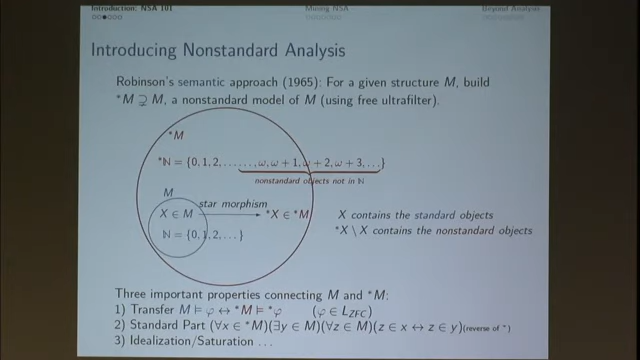 Introduction: NSA 101
Mining NSA
Beyond Analysis
Introducing Nonstandard Analysis
Robinson's semantic approach (1965): For a given structure M, build
*M ⊋ M, a nonstandard model of M (using free ultrafilter).
*M
*ℕ = {0, 1, 2, . . . . . . , ω, ω + 1, ω + 2, ω + 3, . . .}
nonstandard objects not in ℕ
M
star morphism
X ∈ M
*X ∈ *M
X contains the standard objects
ℕ = {0, 1, 2, . . . }
*X \ X contains the nonstandard objects
Three important properties connecting M and *M:
1) Transfer M ⊨ φ ↔ *M ⊨ *φ (φ ∈ L_ZFC)
2) Standard Part (∀x ∈ *M)(∃y ∈ M)(∀z ∈ M)(z ∈ x ↔ z ∈ y) (reverse of *)
3) Idealization/Saturation . . .